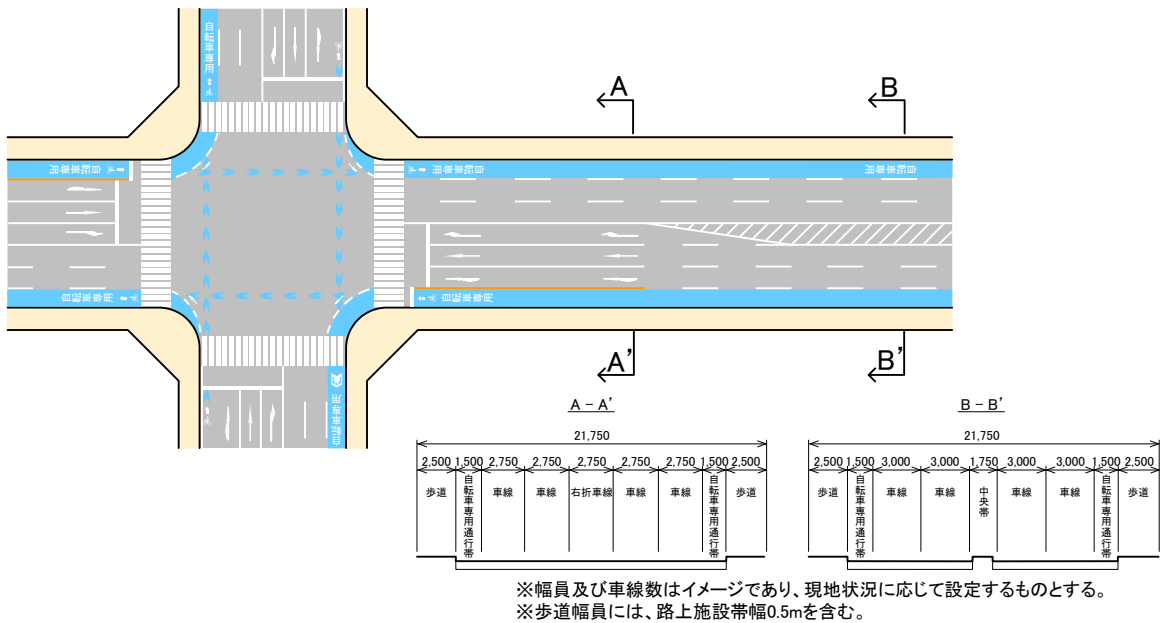 自転車専用
A
B
自転車専用
自転車専用
自転車専用
自転車専用
自転車専用
A’
B’
自転車専用
A－A’
B－B’
21,750
21,750
2,500 1,500 2,750 2,750 2,750 2,750 2,750 1,500 2,500
2,500 1,500 3,000 3,000 1,750 3,000 3,000 1,500 2,500
歩道 自転車専用通行帯 車線 車線 右折車線 車線 車線 自転車専用通行帯 歩道
歩道 自転車専用通行帯 車線 車線 中央帯 車線 車線 自転車専用通行帯 歩道
※幅員及び車線数はイメージであり、現地状況に応じて設定するものとする。
※歩道幅員には、路上施設帯幅0.5mを含む。